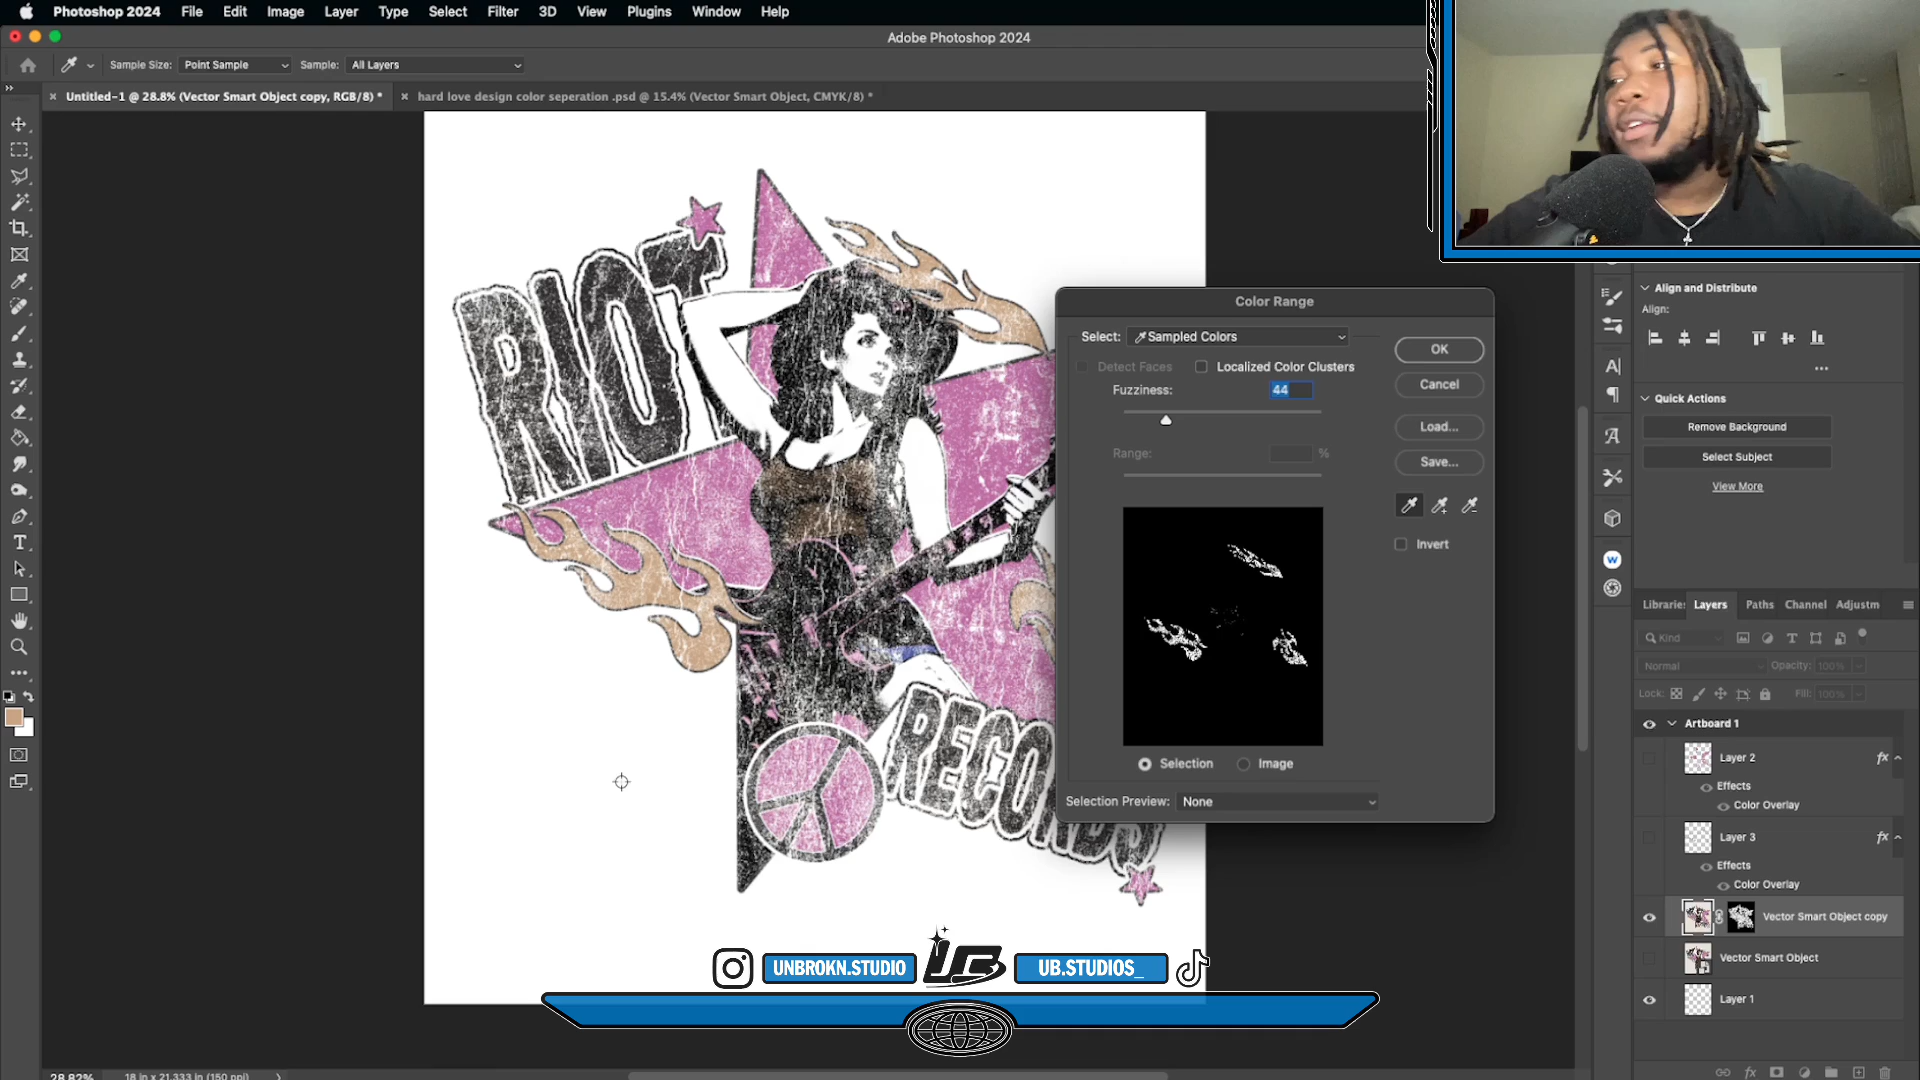 Photoshop 2024 File Edit Image Layer Type Select Filter 3D View Plugins Window Help
Adobe Photoshop 2024
Sample Size: Point Sample Sample: All Layers
Untitled-1 @ 28.8% (Vector Smart Object copy, RGB/8) *
hard love design color seperation .psd @ 15.4% (Vector Smart Object, CMYK/8) *
RIOT
RECORDS
Color Range
Select: Sampled Colors
OK
Detect Faces
Localized Color Clusters
Cancel
Fuzziness: 44
Load...
Range: %
Save...
Invert
Selection
Image
Selection Preview: None
Align and Distribute
Align:
Quick Actions
Remove Background
Select Subject
View More
Libraries Layers Paths Channel Adjustm
Kind
Normal Opacity: 100%
Lock: Fill: 100%
Artboard 1
Layer 2 fx
Effects
Color Overlay
Layer 3 fx
Effects
Color Overlay
Vector Smart Object copy
Vector Smart Object
Layer 1
UNBROKN.STUDIO
UB
UB.STUDIOS_
28.82% 18 in x 21.333 in (150 ppi)